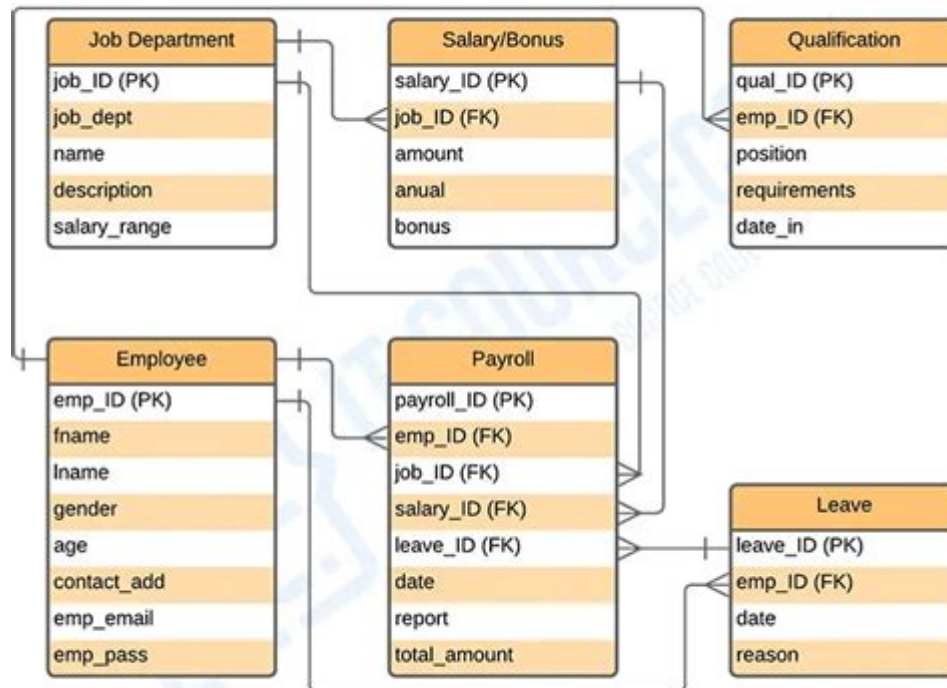 Job Department
job_ID (PK)
job_dept
name
description
salary_range
Salary/Bonus
salary_ID (PK)
job_ID (FK)
amount
anual
bonus
Qualification
qual_ID (PK)
emp_ID (FK)
position
requirements
date_in
Employee
emp_ID (PK)
fname
lname
gender
age
contact_add
emp_email
emp_pass
Payroll
payroll_ID (PK)
emp_ID (FK)
job_ID (FK)
salary_ID (FK)
leave_ID (FK)
date
report
total_amount
Leave
leave_ID (PK)
emp_ID (FK)
date
reason